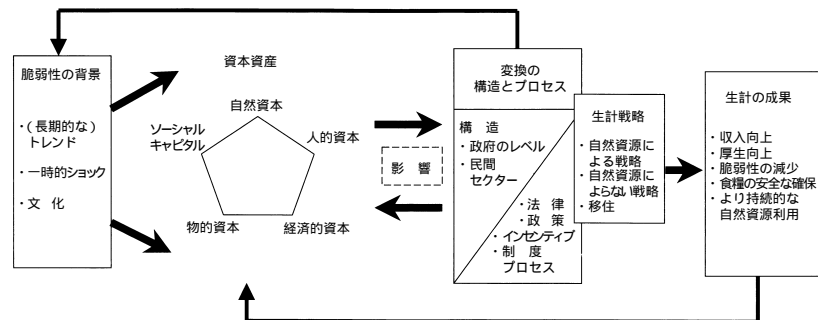 脆弱性の背景
・（長期的な）
トレンド
・一時的ショック
・文 化
資本資産
自然資本
ソーシャル
キャピタル
人的資本
物的資本
経済的資本
影 響
変換の
構造とプロセス
構 造
・政府のレベル
・民間
セクター
・法 律
・政 策
・インセンティブ
・制 度
プロセス
生計戦略
・自然資源に
よる戦略
・自然資源に
よらない戦略
・移住
生計の成果
・収入向上
・厚生向上
・脆弱性の減少
・食糧の安全な確保
・より持続的な
自然資源利用